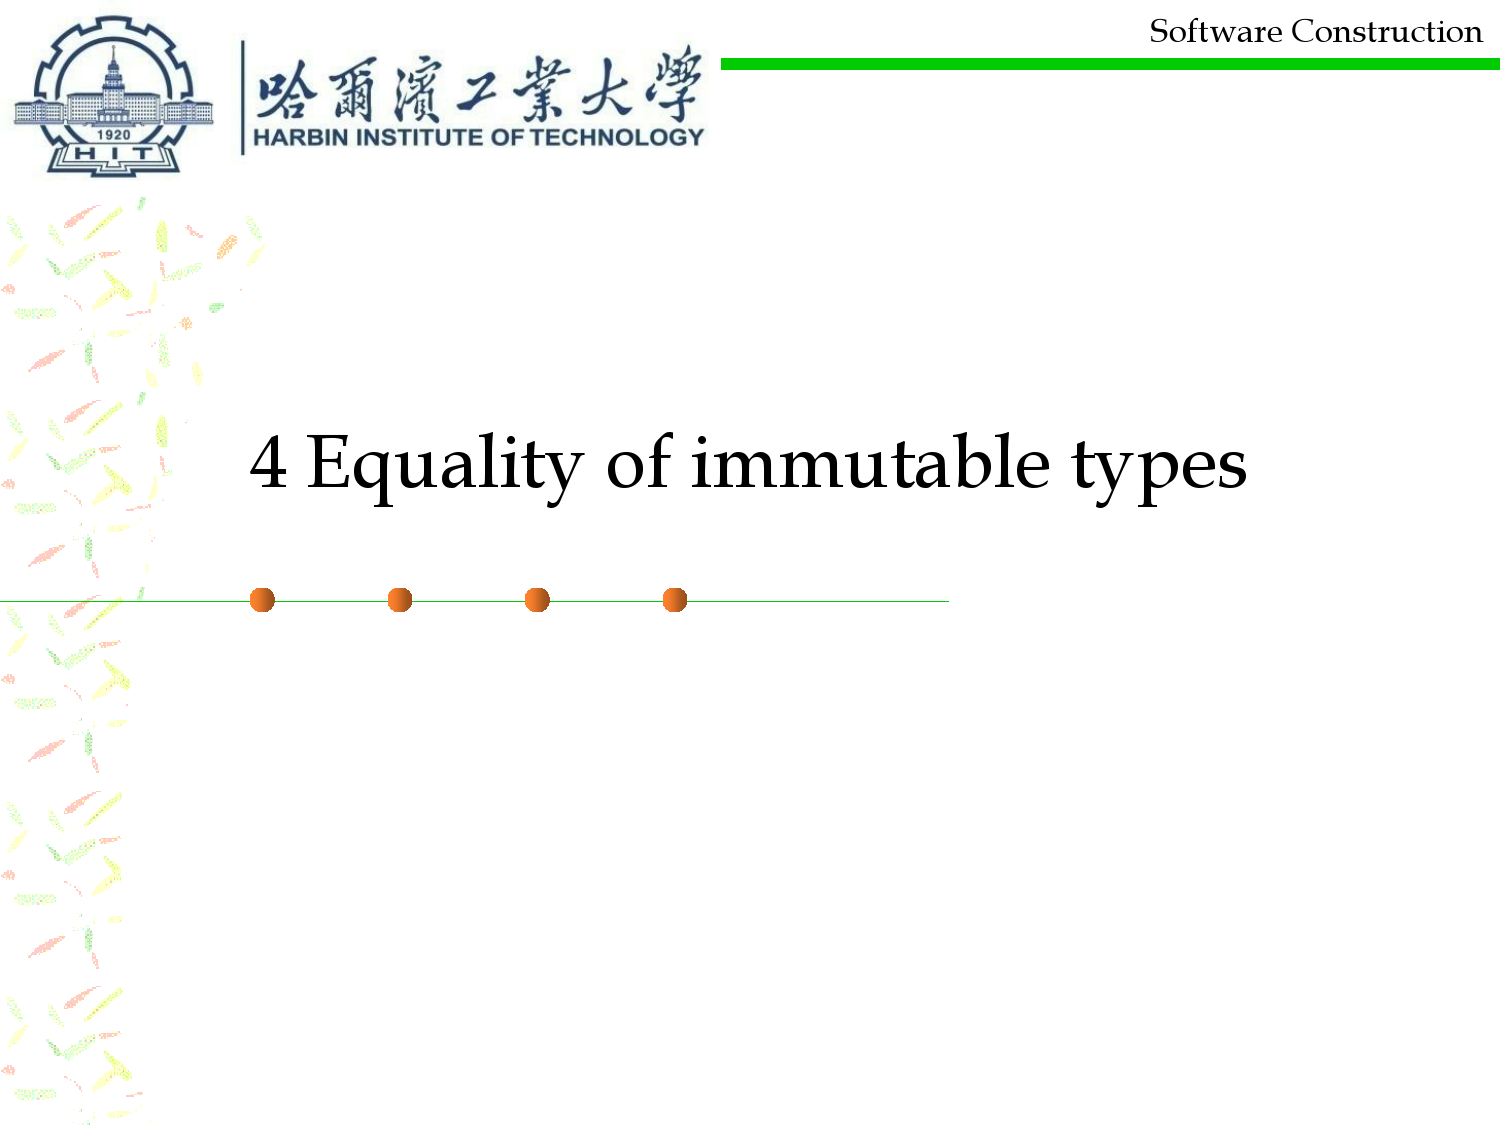 Software Construction
哈爾濱工業大學
HARBIN INSTITUTE OF TECHNOLOGY
1920
HIT
4 Equality of immutable types